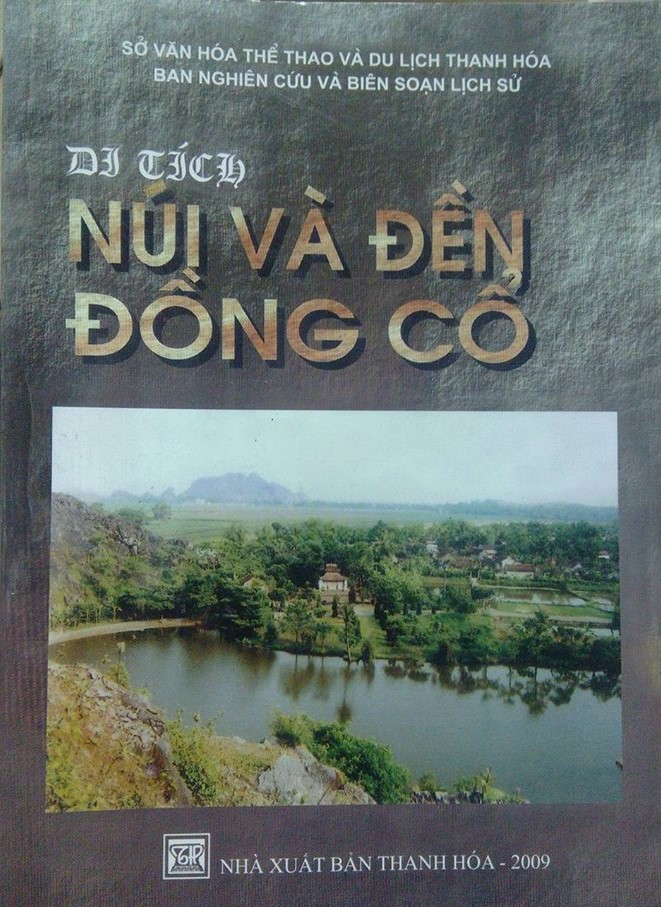 SỞ VĂN HÓA THỂ THAO VÀ DU LỊCH THANH HÓA
BAN NGHIÊN CỨU VÀ BIÊN SOẠN LỊCH SỬ
DI TÍCH
NÚI VÀ ĐỀN
ĐỒNG CỔ
NHÀ XUẤT BẢN THANH HÓA - 2009